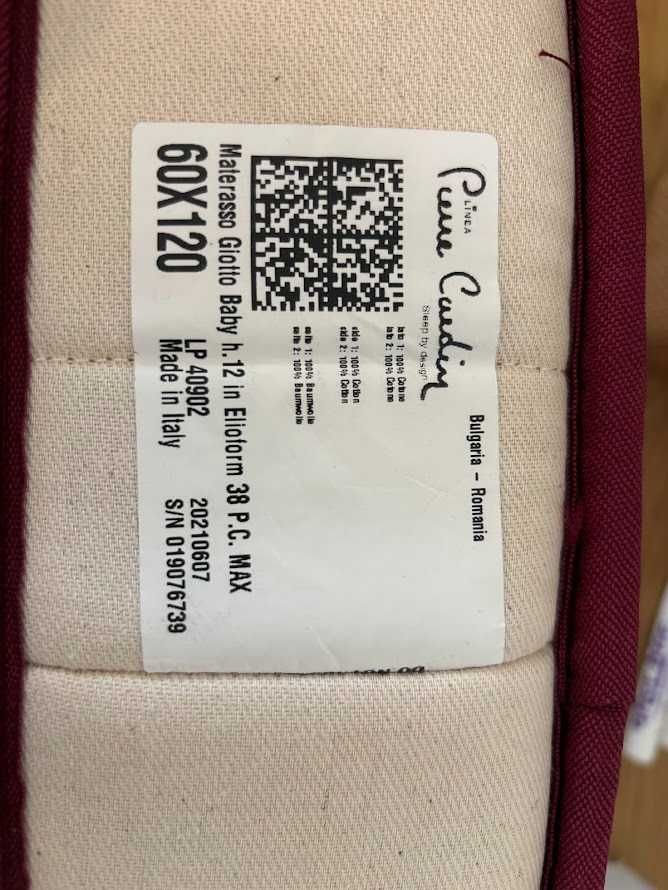 Bulgaria - Romania
LINEA
Pierre Cardin
Sleep by design
lato 1: 100% Cotone
lato 2: 100% Cotone
side 1: 100% Cotton
side 2: 100% Cotton
seite 1: 100% Baumwolle
seite 2: 100% Baumwolle
Materasso Giotto Baby h.12 in Elioform 38 P.C. MAX
60X120
LP 40902 20210607
Made in Italy S/N 019076739